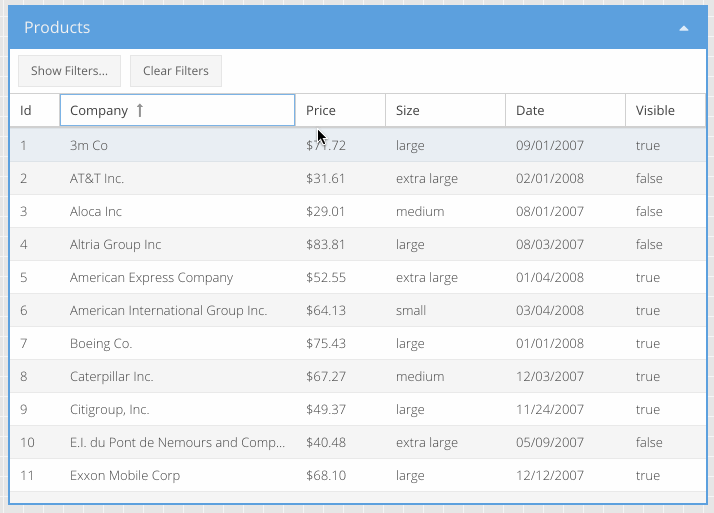 Products
Show Filters... Clear Filters
Id Company ↑ Price Size Date Visible
1 3m Co $71.72 large 09/01/2007 true
2 AT&T Inc. $31.61 extra large 02/01/2008 false
3 Aloca Inc $29.01 medium 08/01/2007 false
4 Altria Group Inc $83.81 large 08/03/2007 false
5 American Express Company $52.55 extra large 01/04/2008 true
6 American International Group Inc. $64.13 small 03/04/2008 true
7 Boeing Co. $75.43 large 01/01/2008 true
8 Caterpillar Inc. $67.27 medium 12/03/2007 true
9 Citigroup, Inc. $49.37 large 11/24/2007 true
10 E.I. du Pont de Nemours and Comp... $40.48 extra large 05/09/2007 false
11 Exxon Mobile Corp $68.10 large 12/12/2007 true